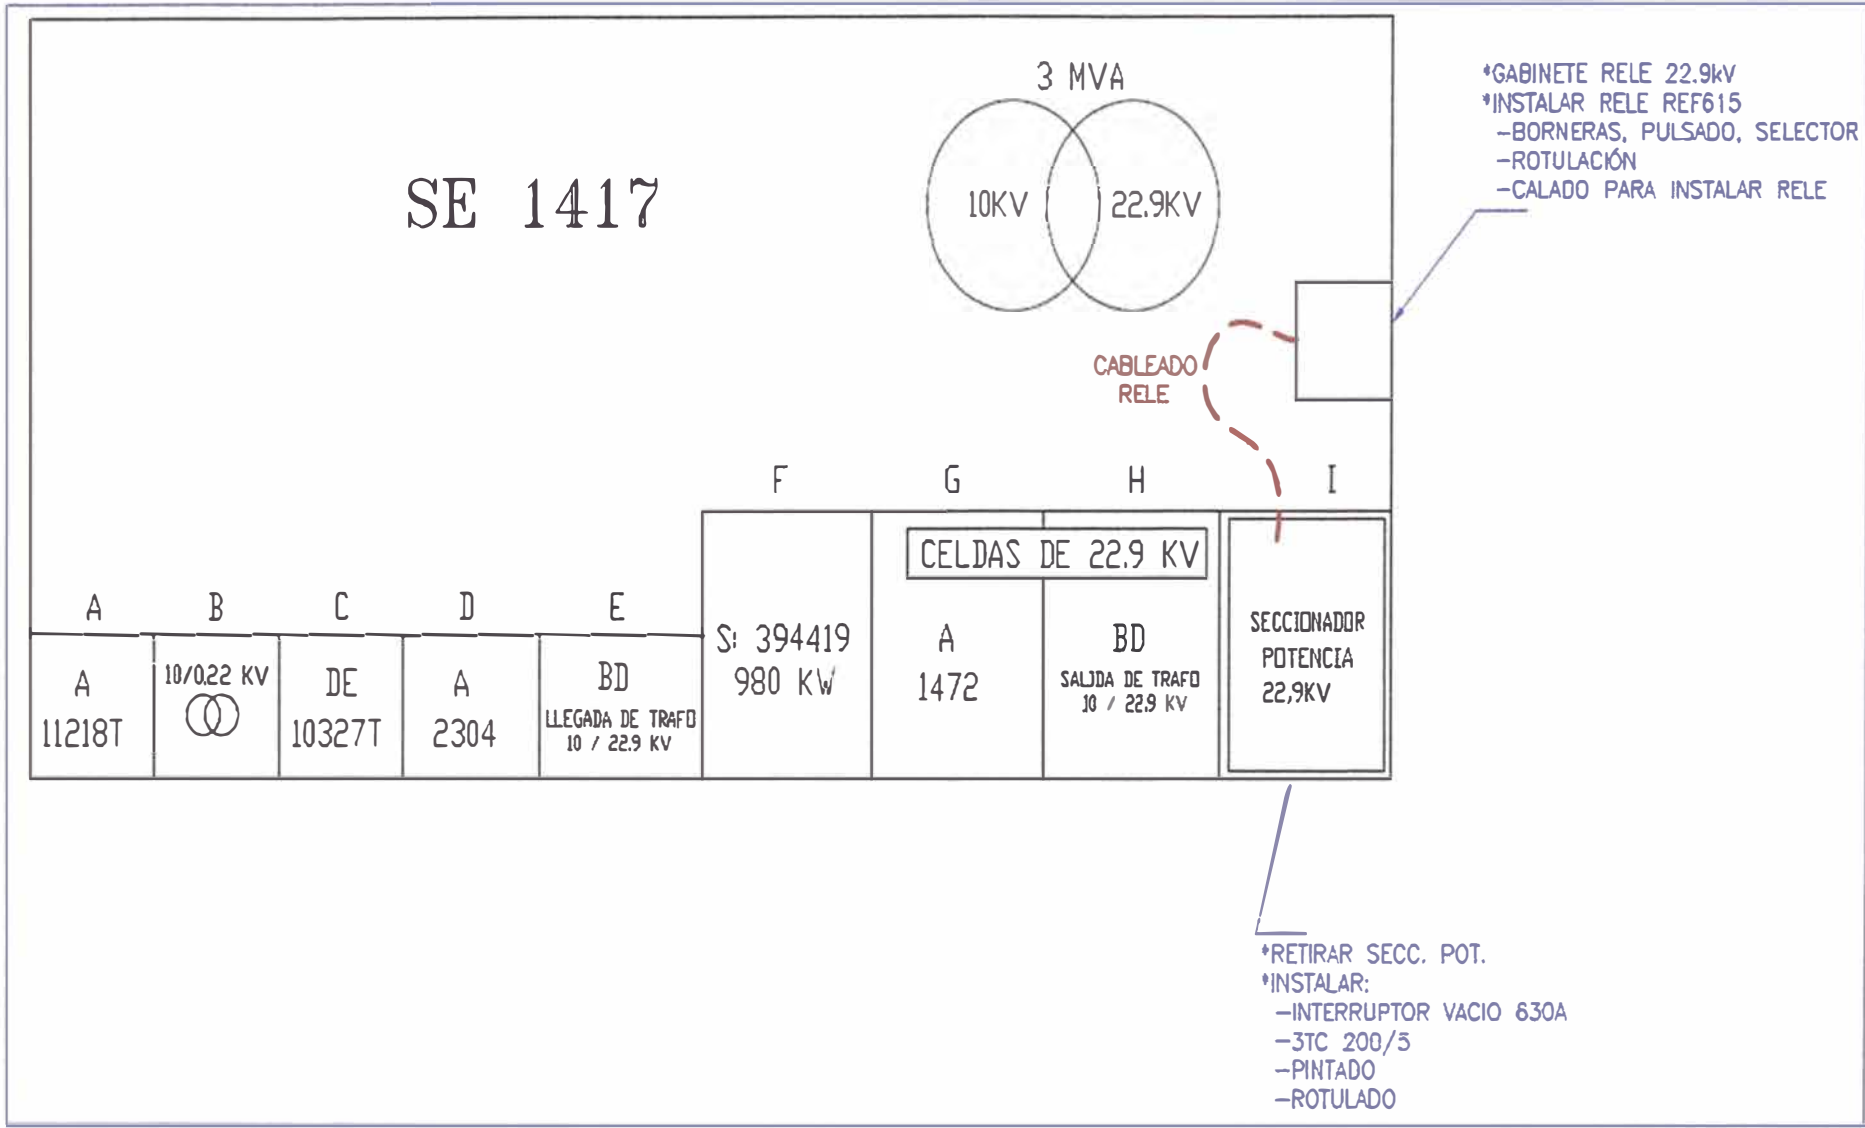 3 MVA
SE 1417
10KV
22.9KV
*GABINETE RELE 22.9kV
*INSTALAR RELE REF615
-BORNERAS, PULSADO, SELECTOR
-ROTULACIÓN
-CALADO PARA INSTALAR RELE
CABLEADO
RELE
F
G
H
I
CELDAS DE 22.9 KV
A
B
C
D
E
A
11218T
10/0.22 KV
DE
10327T
A
2304
BD
LLEGADA DE TRAFO
10 / 22.9 KV
S: 394419
980 KW
A
1472
BD
SALIDA DE TRAFO
10 / 22.9 KV
SECCIONADOR
POTENCIA
22,9KV
*RETIRAR SECC. POT.
*INSTALAR:
-INTERRUPTOR VACIO 630A
-3TC 200/5
-PINTADO
-ROTULADO